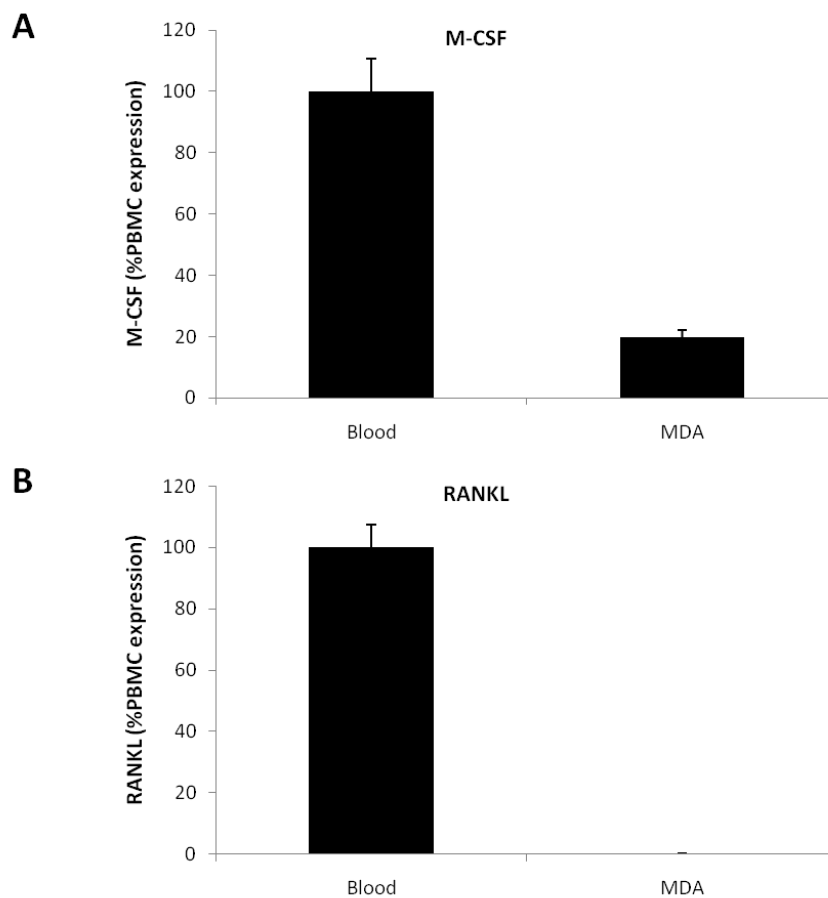 A
M-CSF
M-CSF (%PBMC expression)
120
100
80
60
40
20
0
Blood
MDA
B
RANKL
RANKL (%PBMC expression)
120
100
80
60
40
20
0
Blood
MDA